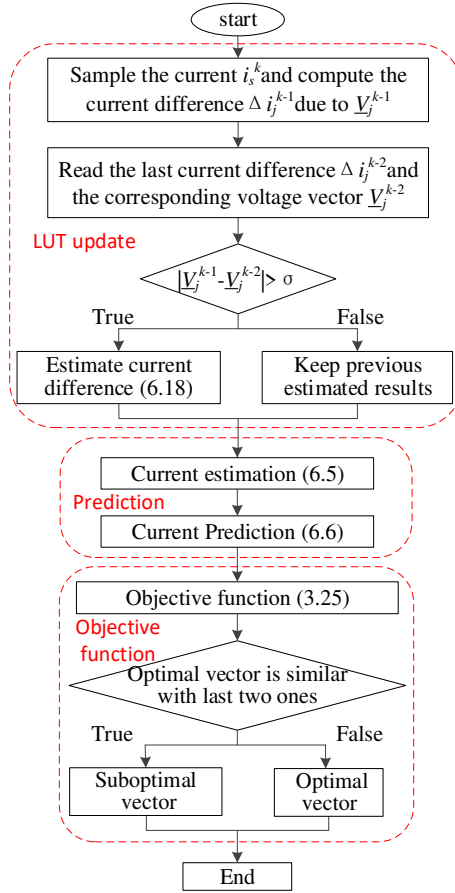 start
Sample the current i_s^k and compute the
current difference Δ i_j^{k-1} due to V_j^{k-1}
Read the last current difference Δ i_j^{k-2} and
the corresponding voltage vector V_j^{k-2}
LUT update
|V_j^{k-1}-V_j^{k-2}|> σ
True
False
Estimate current
difference (6.18)
Keep previous
estimated results
Current estimation (6.5)
Prediction
Current Prediction (6.6)
Objective function (3.25)
Objective
function
Optimal vector is similar
with last two ones
True
False
Suboptimal
vector
Optimal
vector
End